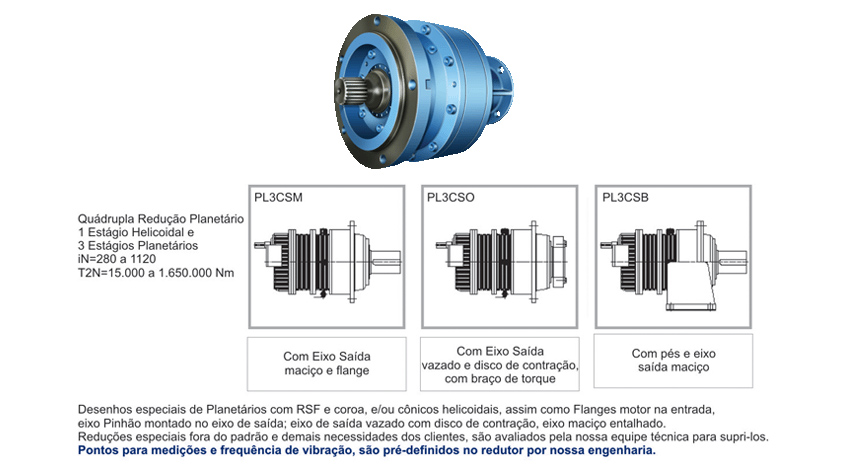 PL3CSM
PL3CSO
PL3CSB
Quádrupla Redução Planetário
1 Estágio Helicoidal e
3 Estágios Planetários
iN=280 a 1120
T2N=15.000 a 1.650.000 Nm
Com Eixo Saída
maciço e flange
Com Eixo Saída
vazado e disco de contração,
com braço de torque
Com pés e eixo
saída maciço
Desenhos especiais de Planetários com RSF e coroa, e/ou cônicos helicoidais, assim como Flanges motor na entrada,
eixo Pinhão montado no eixo de saída; eixo de saída vazado com disco de contração, eixo maciço entalhado.
Reduções especiais fora do padrão e demais necessidades dos clientes, são avaliados pela nossa equipe técnica para supri-los.
Pontos para medições e frequência de vibração, são pré-definidos no redutor por nossa engenharia.